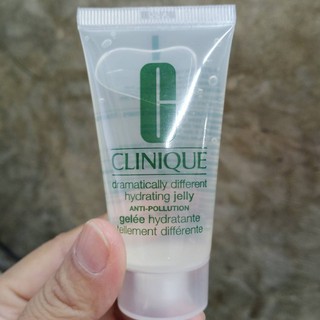 C
CLINIQUE
dramatically different
hydrating jelly
ANTI-POLLUTION
gelée hydratante
tellement différente